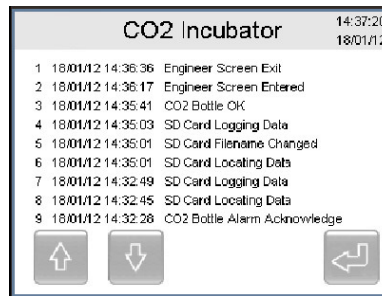 CO2 Incubator
14:37:20
18/01/12
1 18/01/12 14:36:36 Engineer Screen Exit
2 18/01/12 14:36:17 Engineer Screen Entered
3 18/01/12 14:35:41 CO2 Bottle OK
4 18/01/12 14:35:03 SD Card Logging Data
5 18/01/12 14:35:01 SD Card Filename Changed
6 18/01/12 14:35:01 SD Card Locating Data
7 18/01/12 14:32:49 SD Card Logging Data
8 18/01/12 14:32:45 SD Card Locating Data
9 18/01/12 14:32:28 CO2 Bottle Alarm Acknowledge